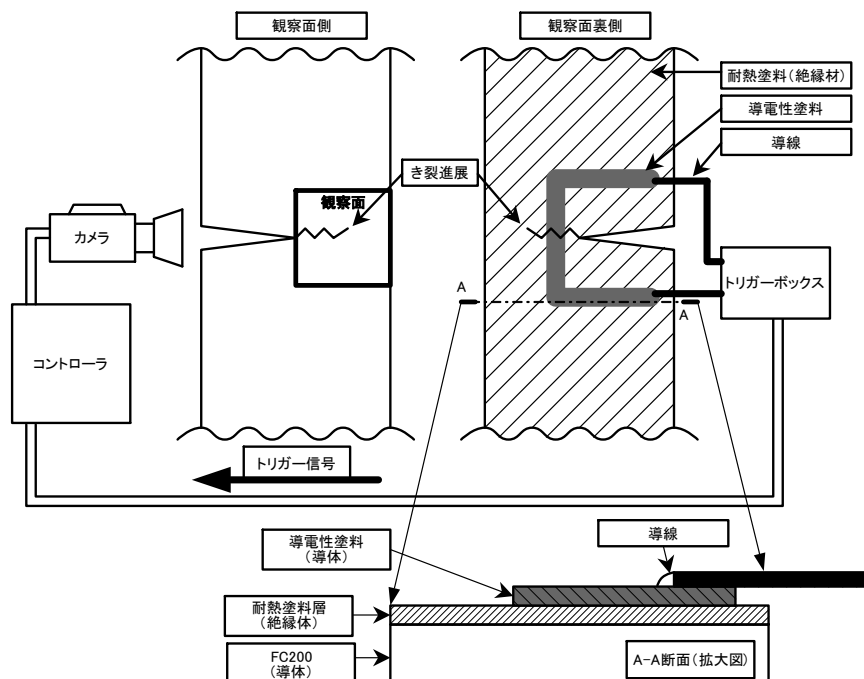 観察面側
観察面裏側
耐熱塗料(絶縁材)
導電性塗料
導線
き裂進展
観察面
カメラ
トリガーボックス
A
A
コントローラ
トリガー信号
導電性塗料
(導体)
導線
耐熱塗料層
(絶縁体)
FC200
(導体)
A-A断面(拡大図)